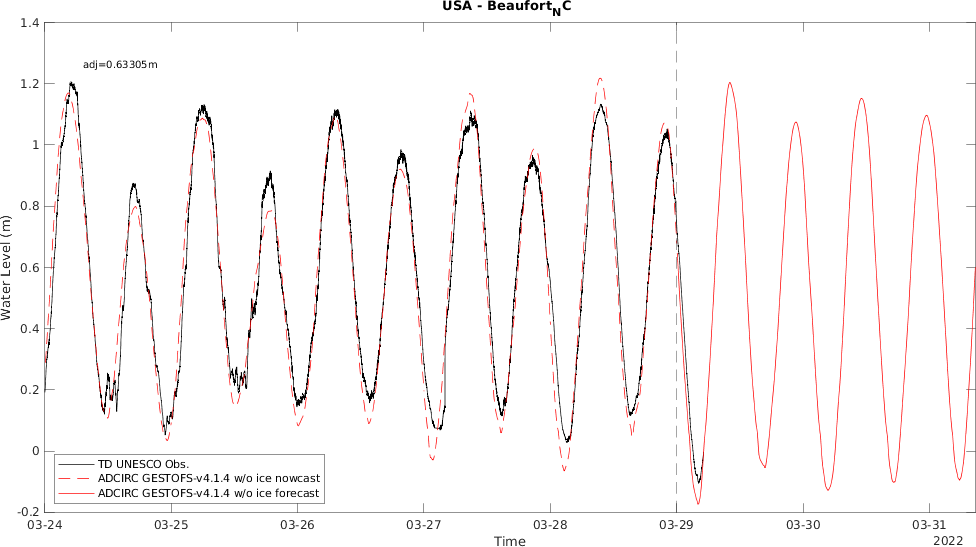 USA - Beaufort_NC
adj=0.63305m
1.4
1.2
1
0.8
0.6
0.4
0.2
0
-0.2
Water Level (m)
TD UNESCO Obs.
ADCIRC GESTOFS-v4.1.4 w/o ice nowcast
ADCIRC GESTOFS-v4.1.4 w/o ice forecast
03-24 03-25 03-26 03-27 03-28 03-29 03-30 03-31
Time
2022